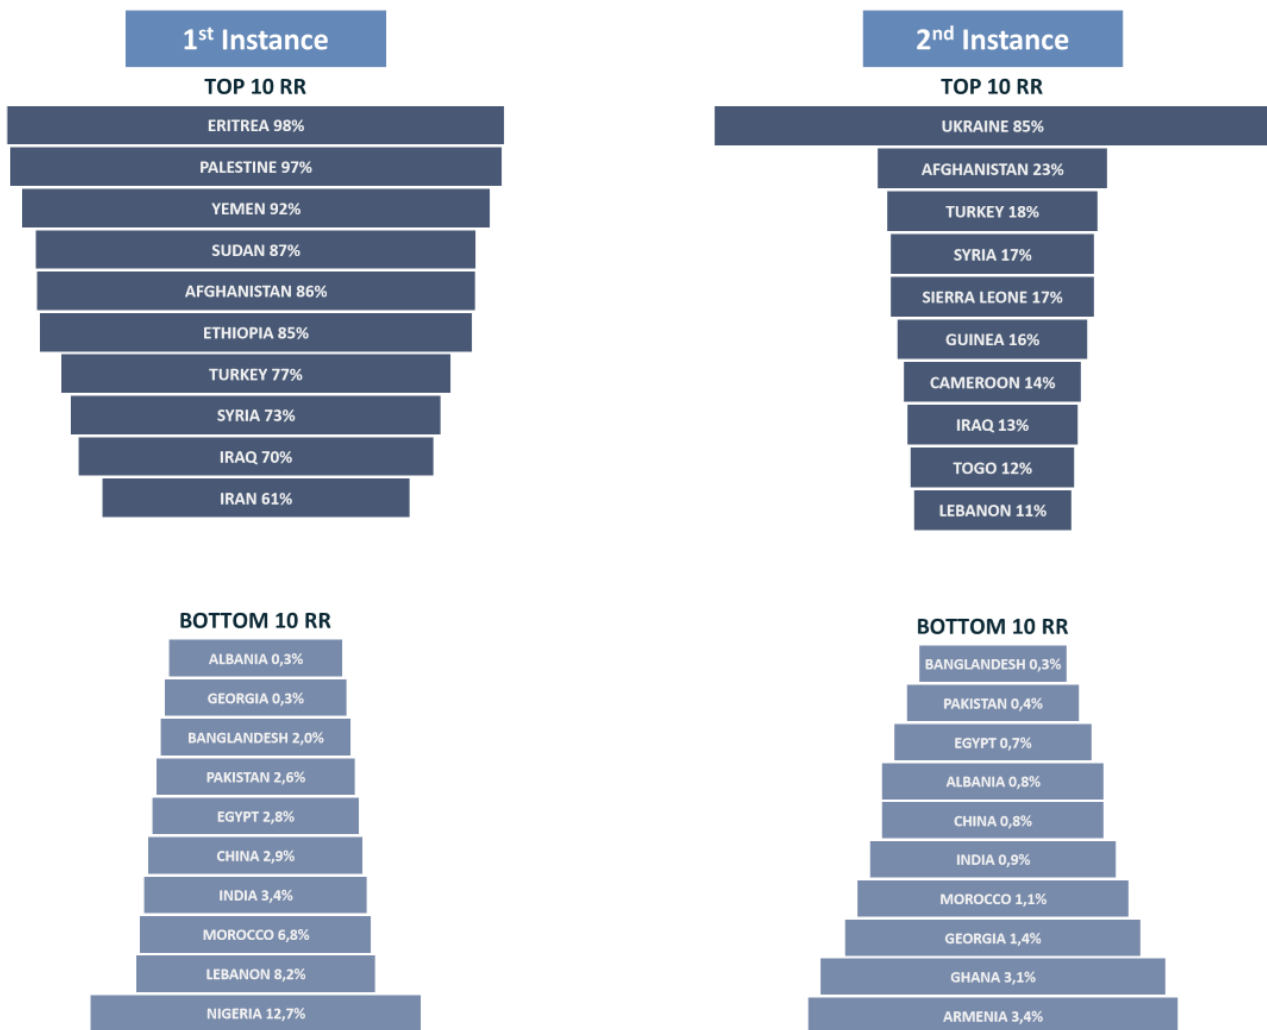 1st Instance
TOP 10 RR
ERITREA 98%
PALESTINE 97%
YEMEN 92%
SUDAN 87%
AFGHANISTAN 86%
ETHIOPIA 85%
TURKEY 77%
SYRIA 73%
IRAQ 70%
IRAN 61%
BOTTOM 10 RR
ALBANIA 0,3%
GEORGIA 0,3%
BANGLANDESH 2,0%
PAKISTAN 2,6%
EGYPT 2,8%
CHINA 2,9%
INDIA 3,4%
MOROCCO 6,8%
LEBANON 8,2%
NIGERIA 12,7%
2nd Instance
TOP 10 RR
UKRAINE 85%
AFGHANISTAN 23%
TURKEY 18%
SYRIA 17%
SIERRA LEONE 17%
GUINEA 16%
CAMEROON 14%
IRAQ 13%
TOGO 12%
LEBANON 11%
BOTTOM 10 RR
BANGLANDESH 0,3%
PAKISTAN 0,4%
EGYPT 0,7%
ALBANIA 0,8%
CHINA 0,8%
INDIA 0,9%
MOROCCO 1,1%
GEORGIA 1,4%
GHANA 3,1%
ARMENIA 3,4%